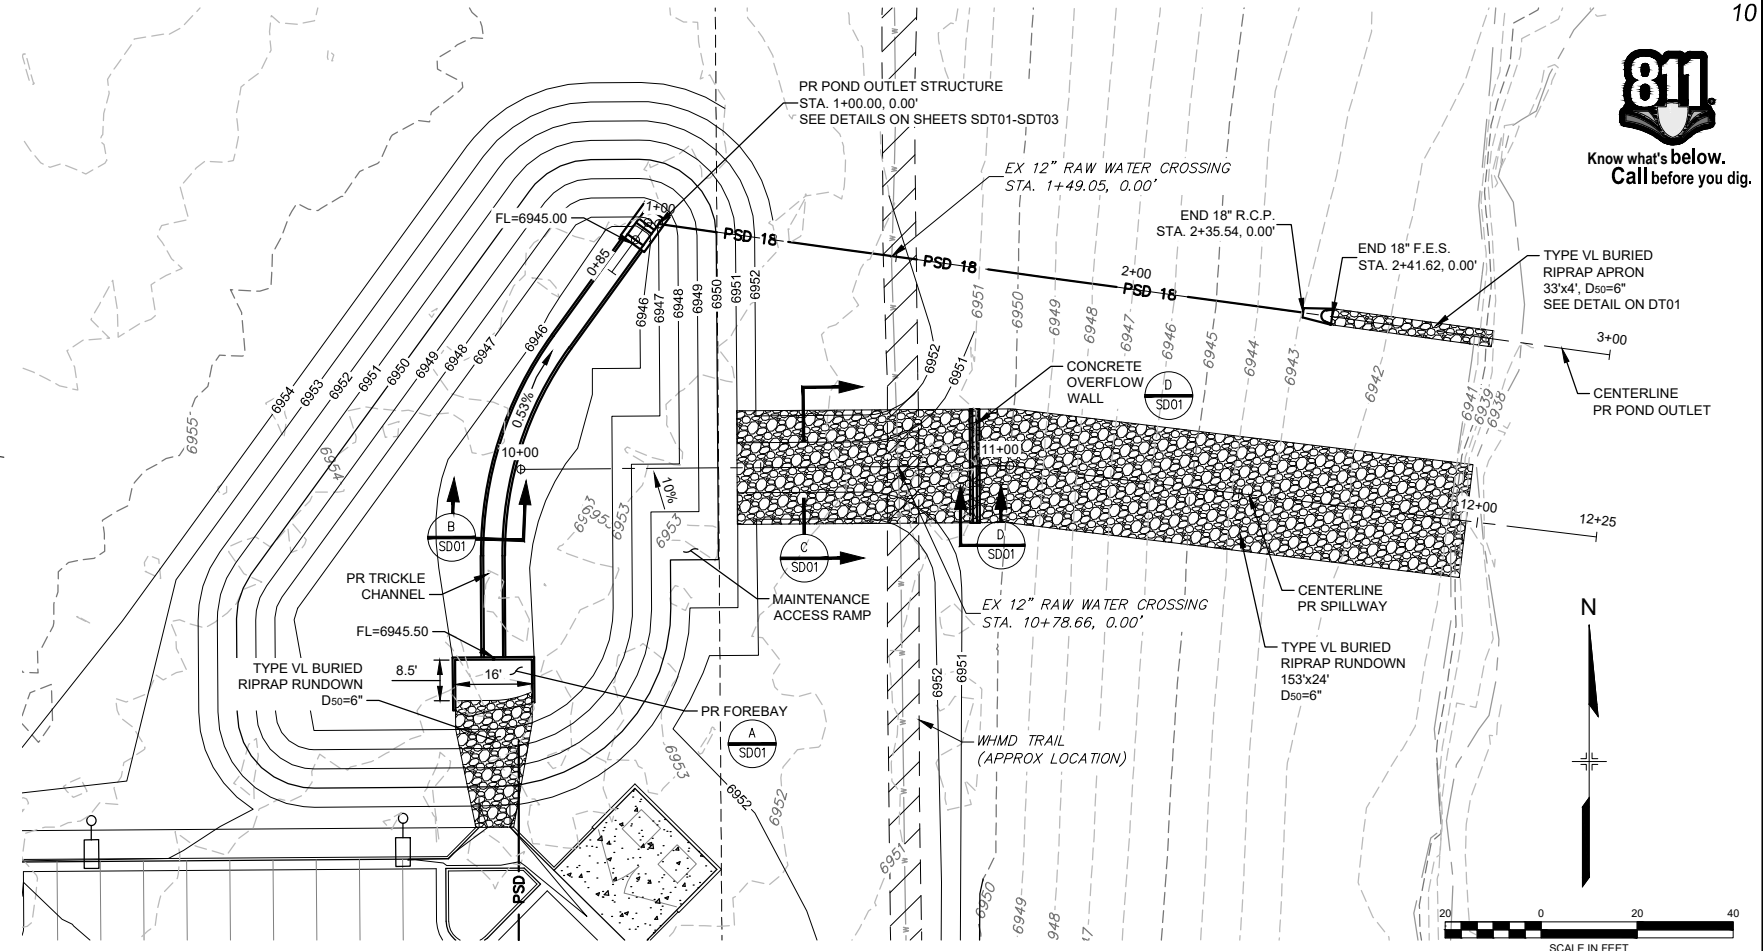 10
811
Know what's below.
Call before you dig.
PR POND OUTLET STRUCTURE
STA. 1+00.00, 0.00'
SEE DETAILS ON SHEETS SDT01-SDT03
EX 12" RAW WATER CROSSING
STA. 1+49.05, 0.00'
FL=6945.00
1+00
0+85
PSD 18
PSD 18
2+00
PSD 18
END 18" R.C.P.
STA. 2+35.54, 0.00'
END 18" F.E.S.
STA. 2+41.62, 0.00'
TYPE VL BURIED
RIPRAP APRON
33'x4', D50=6"
SEE DETAIL ON DT01
3+00
CENTERLINE
PR POND OUTLET
6954
6953
6952
6951
6950
6949
6948
6947
6946
6946
6947
6948
6949
6950
6951
6952
6955
6954
0.53%
6952
6951
6951
6950
6949
6948
6947
6946
6945
6944
6943
6942
6941
6939
6938
CONCRETE
OVERFLOW
WALL
D
SD01
10+00
10%
11+00
12+00
12+25
6953
6953
6953
6953
B
SD01
C
SD01
D
SD01
PR TRICKLE
CHANNEL
MAINTENANCE
ACCESS RAMP
EX 12" RAW WATER CROSSING
STA. 10+78.66, 0.00'
CENTERLINE
PR SPILLWAY
TYPE VL BURIED
RIPRAP RUNDOWN
153'x24'
D50=6"
FL=6945.50
TYPE VL BURIED
RIPRAP RUNDOWN
D50=6"
8.5'
16'
PR FOREBAY
A
SD01
WHMD TRAIL
(APPROX LOCATION)
6952
6951
6953
6952
6952
6951
6950
6949
PSD
N
20 0 20 40
SCALE IN FEET